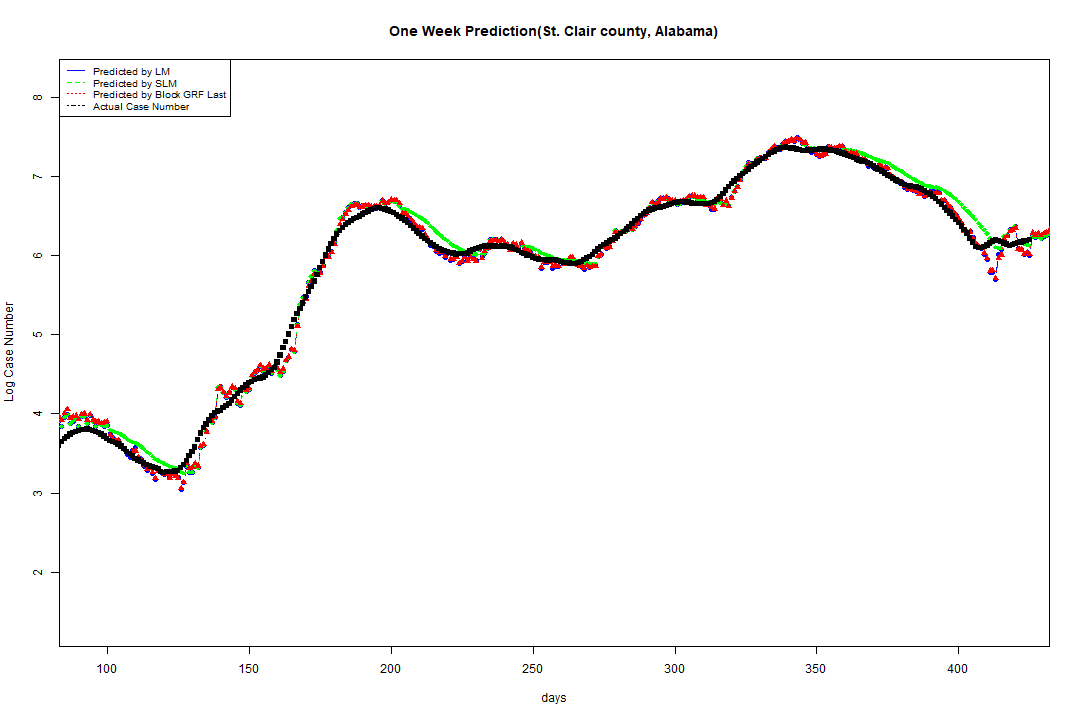 One Week Prediction(St. Clair county, Alabama)
Predicted by LM
Predicted by SLM
Predicted by Block GRF Last
Actual Case Number
8
7
6
5
4
3
2
Log Case Number
100 150 200 250 300 350 400
days